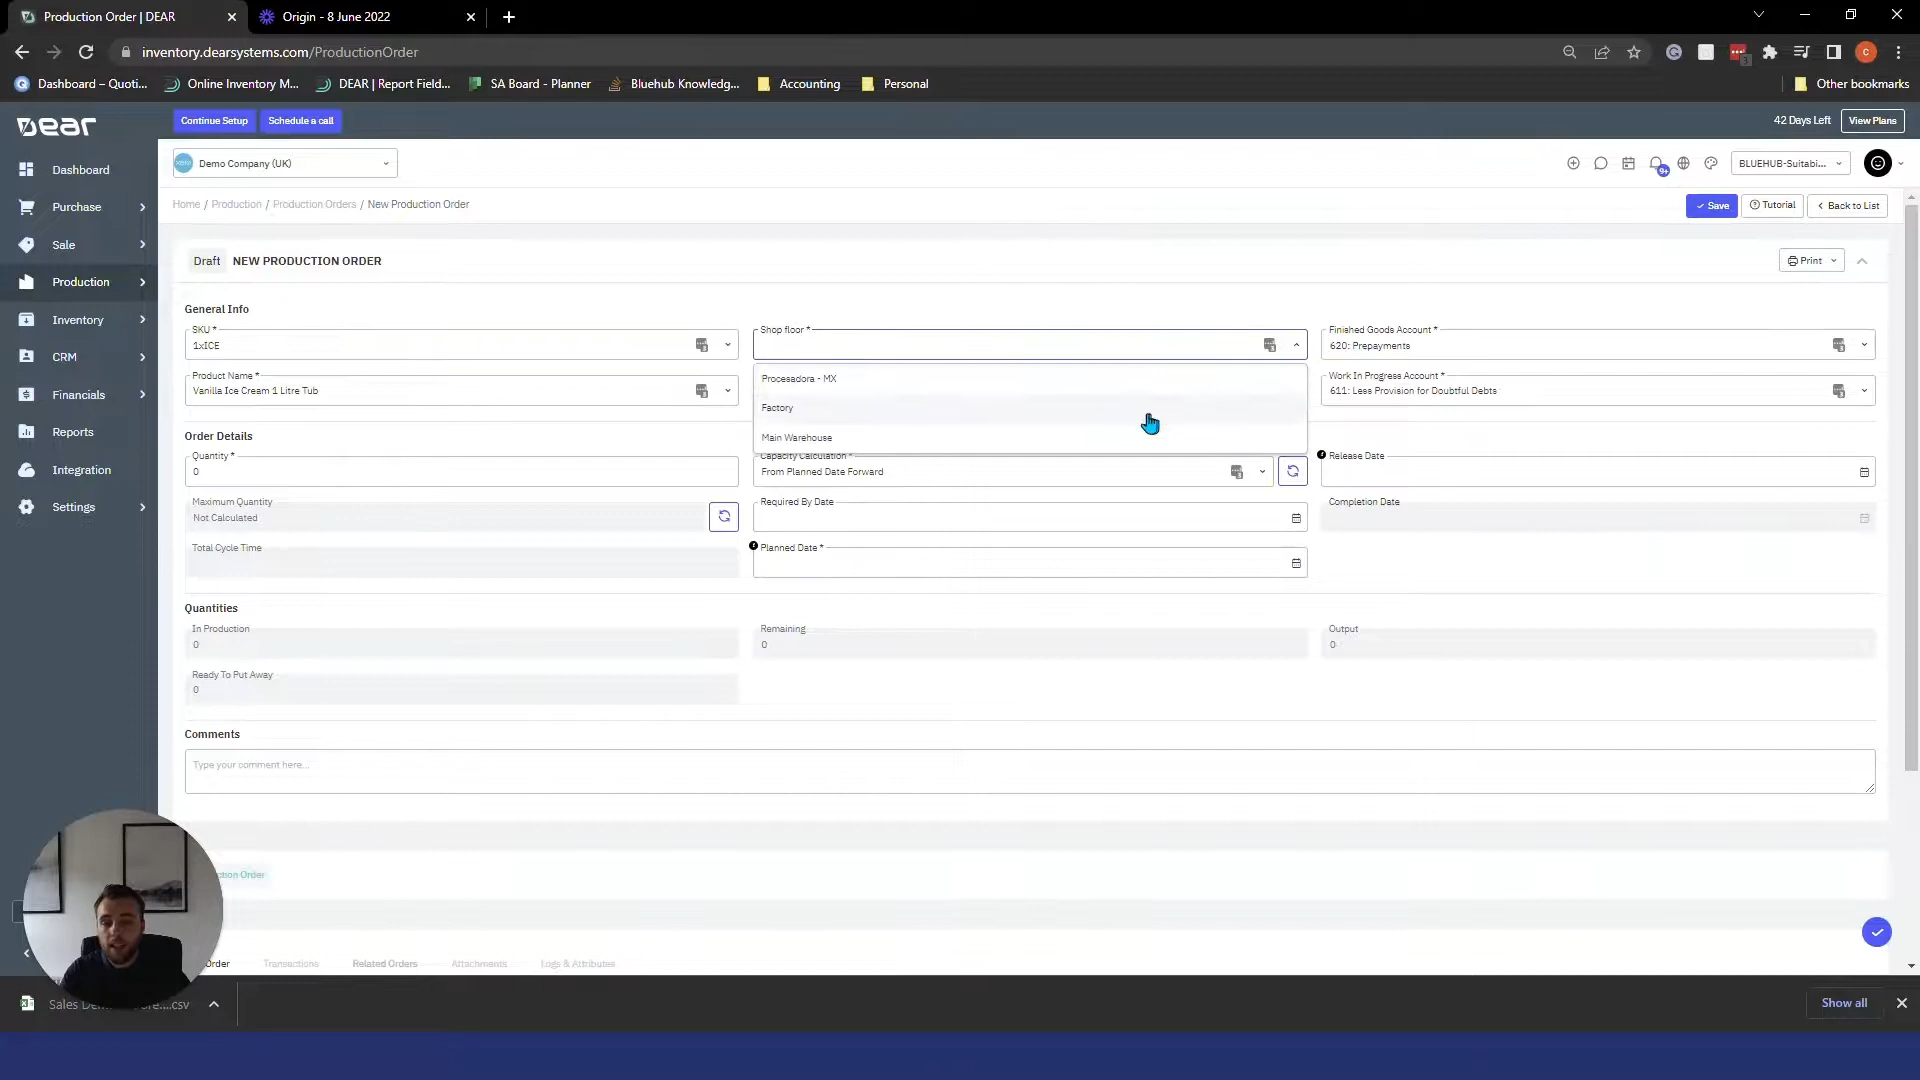 Production Order | DEAR
Origin - 8 June 2022
inventory.dearsystems.com/ProductionOrder
Dashboard – Quoti...
Online Inventory M...
DEAR | Report Field...
SA Board - Planner
Bluehub Knowledg...
Accounting
Personal
Other bookmarks
Dear
Continue Setup
Schedule a call
42 Days Left
View Plans
Dashboard
Purchase
Sale
Production
Inventory
CRM
Financials
Reports
Integration
Settings
Demo Company (UK)
9+
BLUEHUB-Suitabi...
Home / Production / Production Orders / New Production Order
Save
Tutorial
Back to List
Draft NEW PRODUCTION ORDER
Print
General Info
SKU *
1xICE
Shop floor *
Finished Goods Account *
620: Prepayments
Product Name *
Vanilla Ice Cream 1 Litre Tub
Procesadora - MX
Factory
Main Warehouse
Work In Progress Account *
611: Less Provision for Doubtful Debts
Order Details
Quantity *
0
Capacity Calculation *
From Planned Date Forward
Release Date
Maximum Quantity
Not Calculated
Required By Date
Completion Date
Total Cycle Time
Planned Date *
Quantities
In Production
0
Remaining
0
Output
0
Ready To Put Away
0
Comments
Type your comment here...
ction Order
Order
Transactions
Related Orders
Attachments
Logs & Attributes
Show all